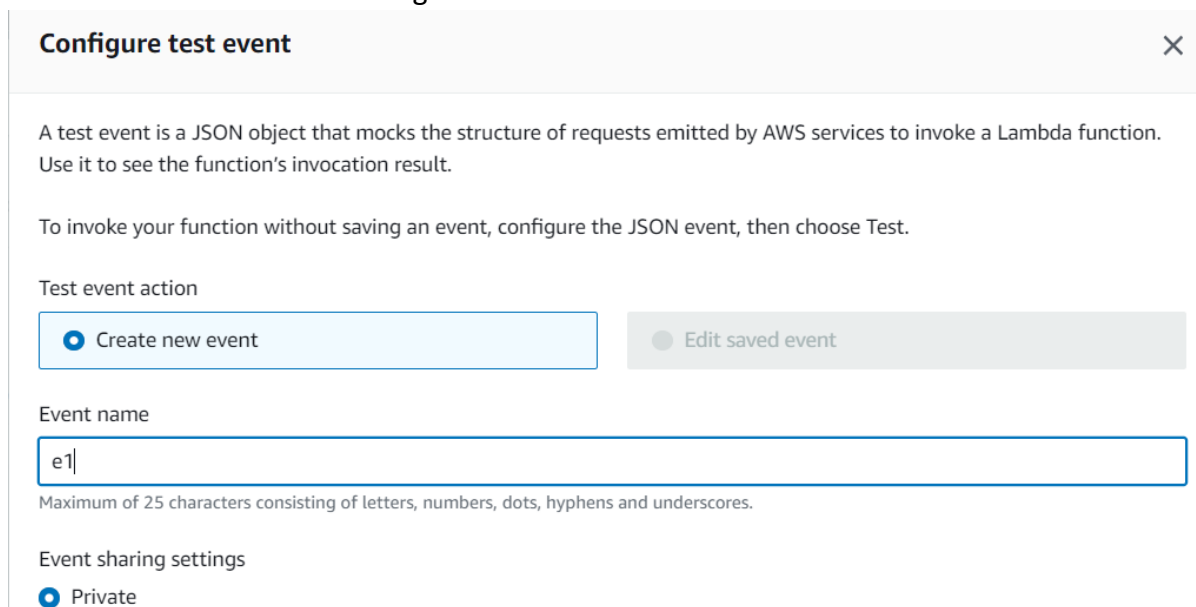 Configure test event
A test event is a JSON object that mocks the structure of requests emitted by AWS services to invoke a Lambda function.
Use it to see the function's invocation result.
To invoke your function without saving an event, configure the JSON event, then choose Test.
Test event action
Create new event
Edit saved event
Event name
e1
Maximum of 25 characters consisting of letters, numbers, dots, hyphens and underscores.
Event sharing settings
Private